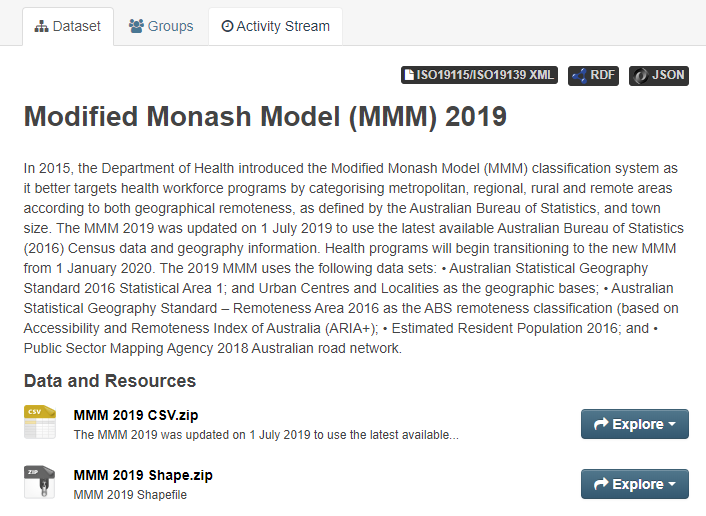 Dataset
Groups
Activity Stream
ISO19115/ISO19139 XML
RDF
JSON
Modified Monash Model (MMM) 2019
In 2015, the Department of Health introduced the Modified Monash Model (MMM) classification system as
it better targets health workforce programs by categorising metropolitan, regional, rural and remote areas
according to both geographical remoteness, as defined by the Australian Bureau of Statistics, and town
size. The MMM 2019 was updated on 1 July 2019 to use the latest available Australian Bureau of Statistics
(2016) Census data and geography information. Health programs will begin transitioning to the new MMM
from 1 January 2020. The 2019 MMM uses the following data sets: • Australian Statistical Geography
Standard 2016 Statistical Area 1; and Urban Centres and Localities as the geographic bases; • Australian
Statistical Geography Standard – Remoteness Area 2016 as the ABS remoteness classification (based on
Accessibility and Remoteness Index of Australia (ARIA+); • Estimated Resident Population 2016; and •
Public Sector Mapping Agency 2018 Australian road network.
Data and Resources
CSV
MMM 2019 CSV.zip
The MMM 2019 was updated on 1 July 2019 to use the latest available...
Explore
ZIP
MMM 2019 Shape.zip
MMM 2019 Shapefile
Explore